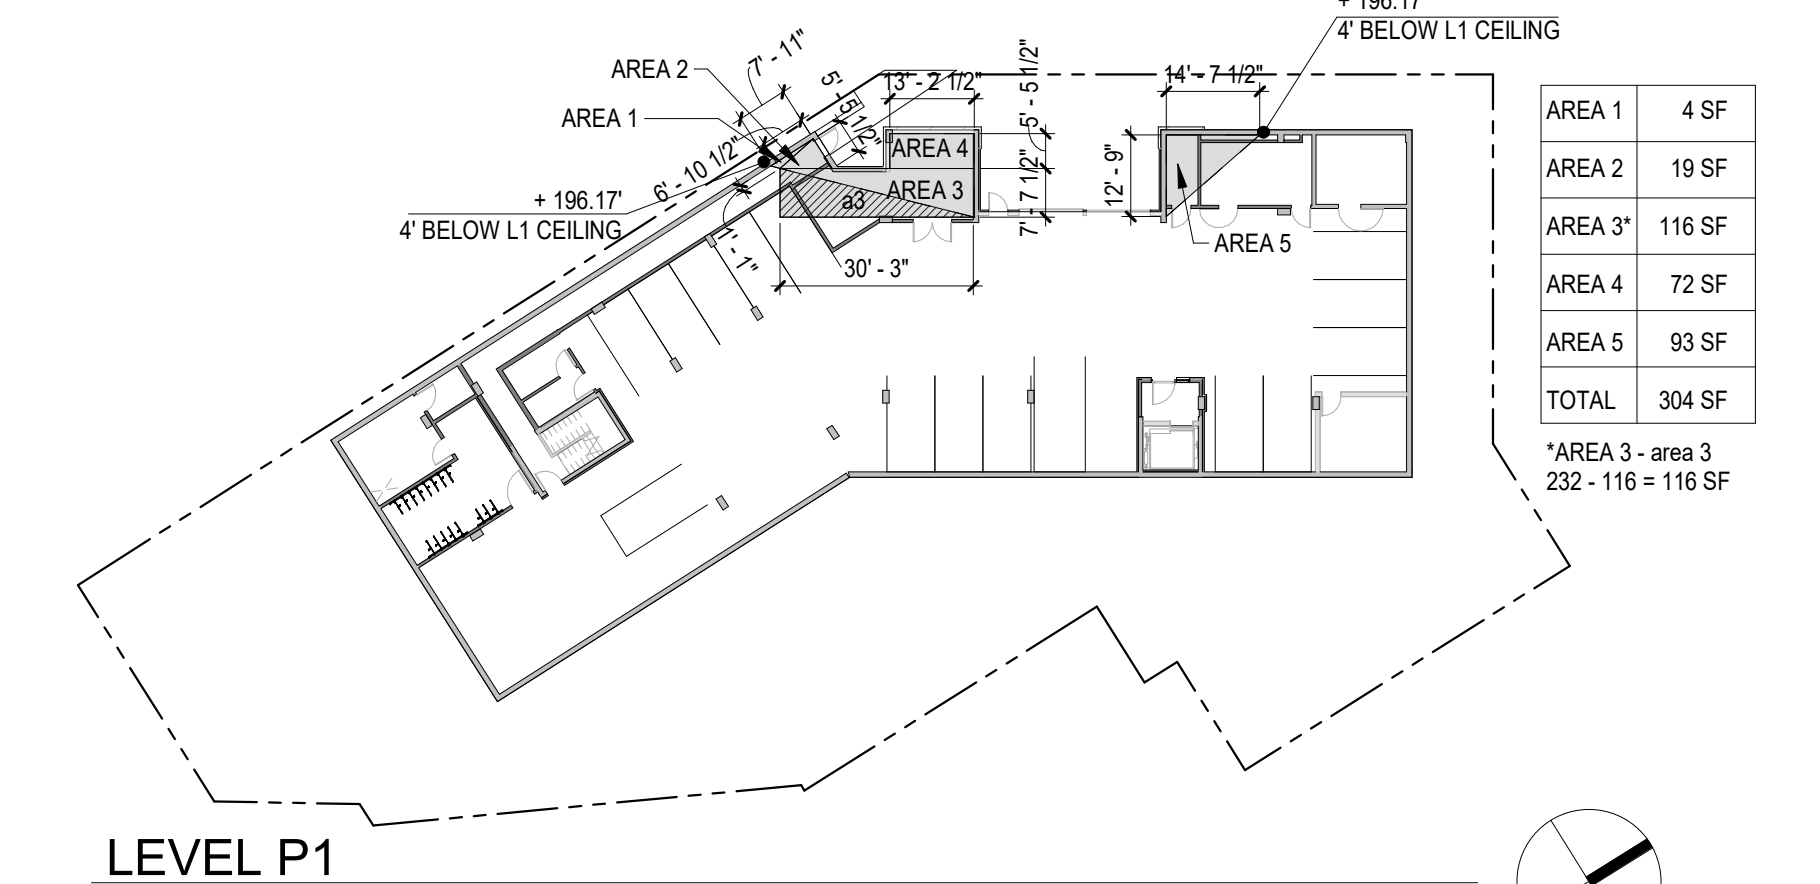 + 196.17'
4' BELOW L1 CEILING
7' - 11"
AREA 2
5' - 5 1/2"
13' - 2 1/2"
5' - 5 1/2"
14' - 7 1/2"
AREA 1
AREA 4
6' - 10 1/2"
12' - 9"
+ 196.17'
4' BELOW L1 CEILING
AREA 3
a3
7' - 7 1/2"
1' - 1"
AREA 5
30' - 3"
AREA 1 4 SF
AREA 2 19 SF
AREA 3* 116 SF
AREA 4 72 SF
AREA 5 93 SF
TOTAL 304 SF
*AREA 3 - area 3
232 - 116 = 116 SF
LEVEL P1